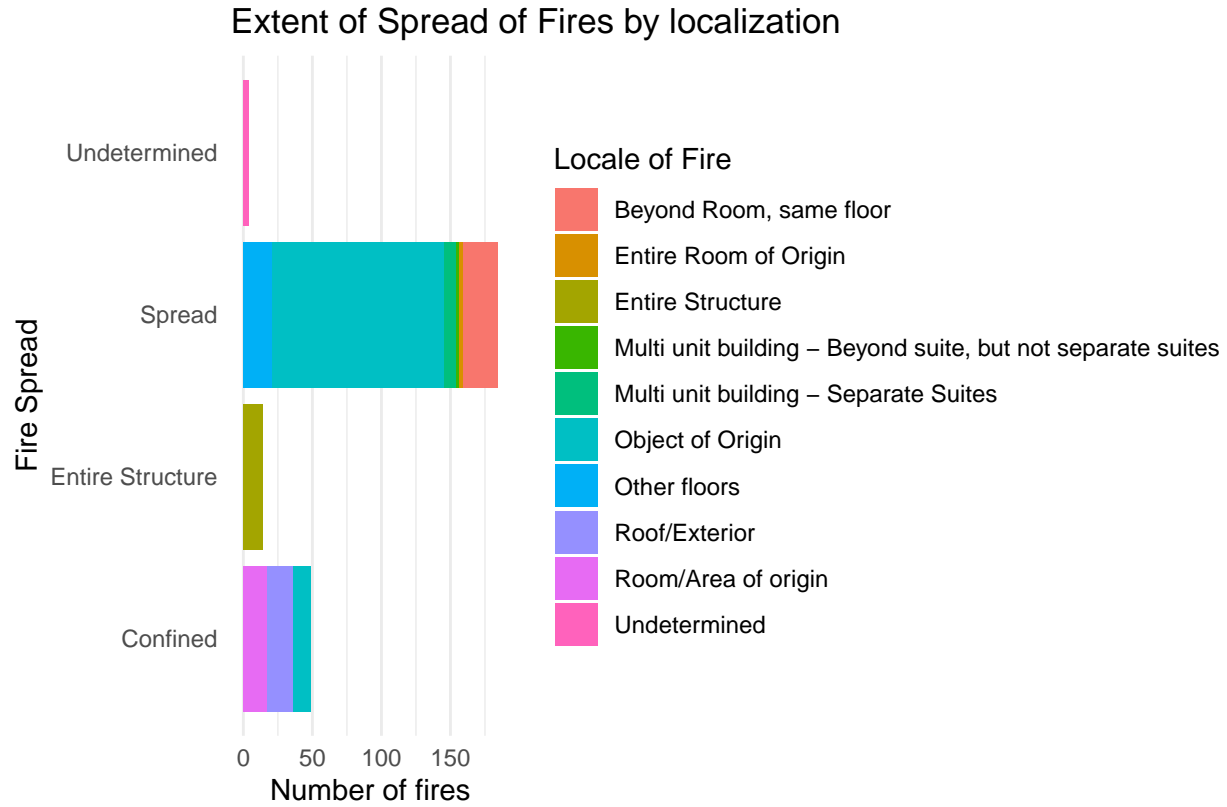 Extent of Spread of Fires by localization
Undetermined
Spread
Entire Structure
Confined
Fire Spread
0 50 100 150
Number of fires
Locale of Fire
Beyond Room, same floor
Entire Room of Origin
Entire Structure
Multi unit building − Beyond suite, but not separate suites
Multi unit building − Separate Suites
Object of Origin
Other floors
Roof/Exterior
Room/Area of origin
Undetermined